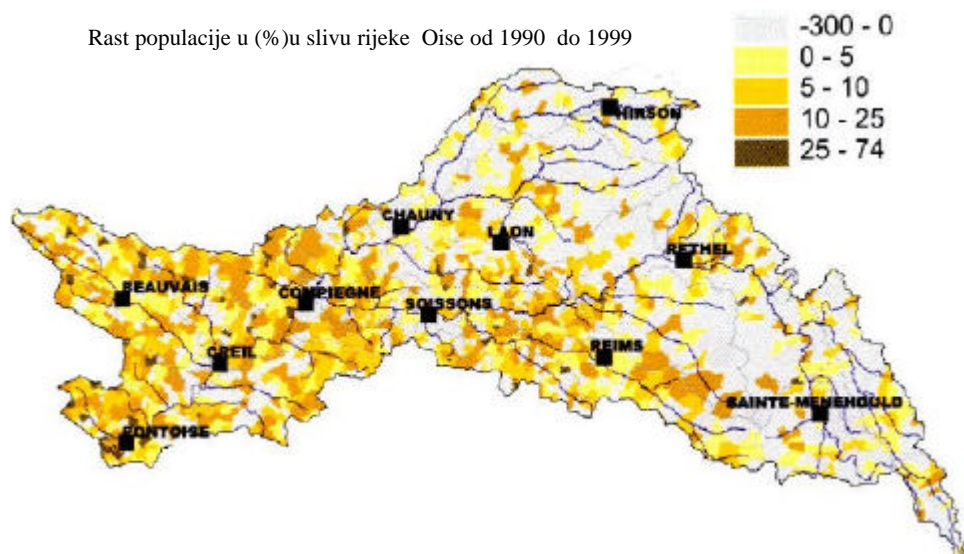 Rast populacije u (%)u slivu rijeke Oise od 1990 do 1999
-300 - 0
0 - 5
5 - 10
10 - 25
25 - 74
HIRSON
CHAUNY
LAON
RETHEL
BEAUVAIS
COMPIEGNE
SOISSONS
CREIL
REIMS
SAINTE-MENEHOULD
PONTOISE